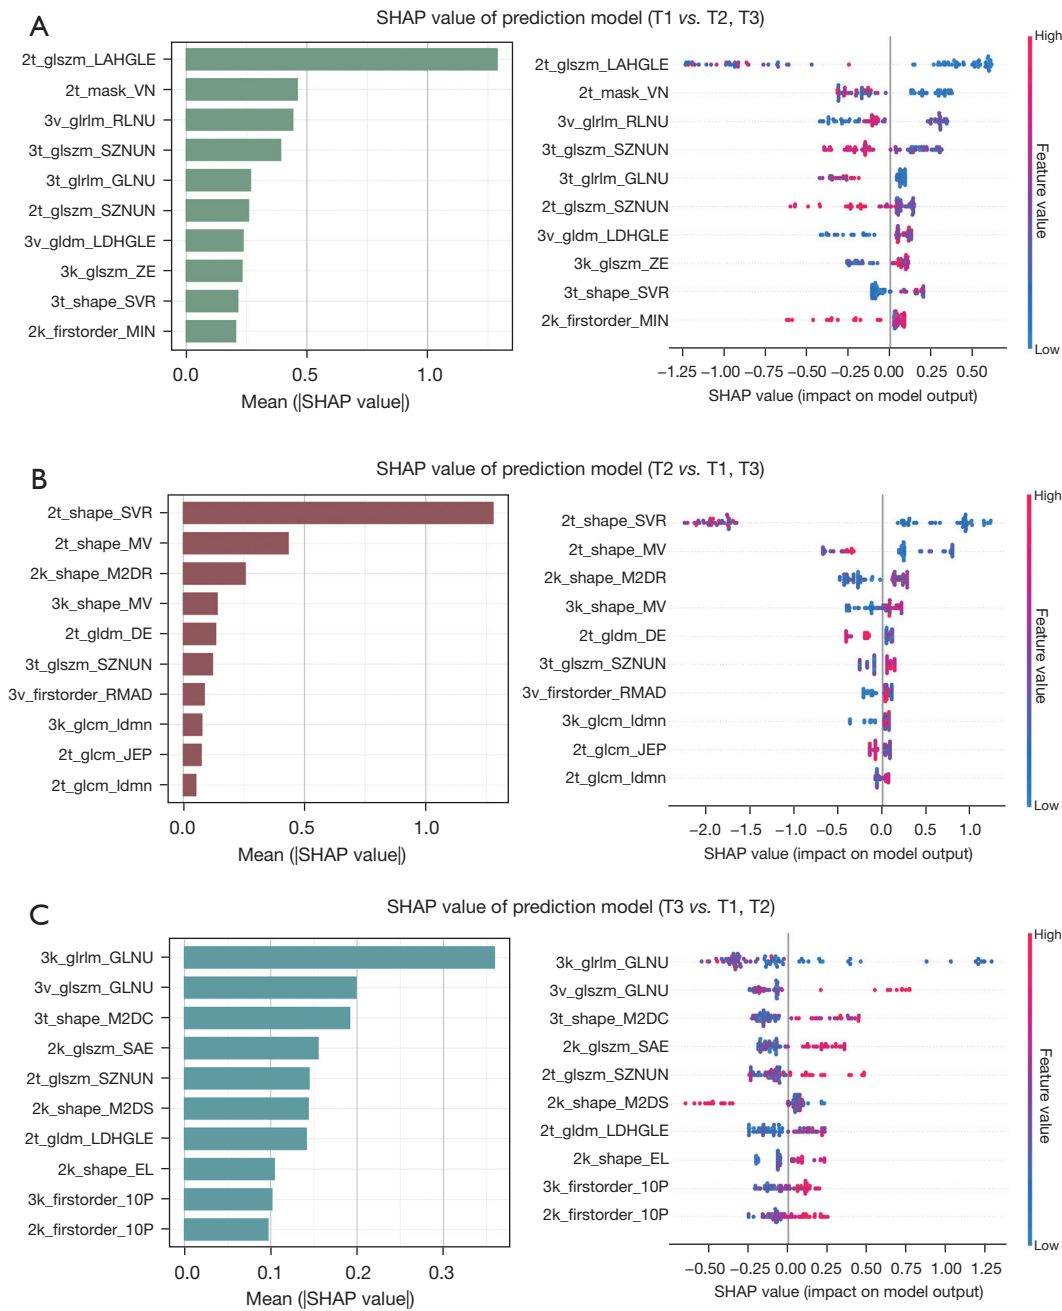 A
SHAP value of prediction model (T1 vs. T2, T3)
2t_glszm_LAHGLE
2t_mask_VN
3v_glrlm_RLNU
3t_glszm_SZNUN
3t_glrlm_GLNU
2t_glszm_SZNUN
3v_gldm_LDHGLE
3k_glszm_ZE
3t_shape_SVR
2k_firstorder_MIN
0.0 0.5 1.0
Mean (|SHAP value|)
2t_glszm_LAHGLE
2t_mask_VN
3v_glrlm_RLNU
3t_glszm_SZNUN
3t_glrlm_GLNU
2t_glszm_SZNUN
3v_gldm_LDHGLE
3k_glszm_ZE
3t_shape_SVR
2k_firstorder_MIN
−1.25 −1.00 −0.75 −0.50 −0.25 0.00 0.25 0.50
SHAP value (impact on model output)
High
Feature value
Low
B
SHAP value of prediction model (T2 vs. T1, T3)
2t_shape_SVR
2t_shape_MV
2k_shape_M2DR
3k_shape_MV
2t_gldm_DE
3t_glszm_SZNUN
3v_firstorder_RMAD
3k_glcm_ldmn
2t_glcm_JEP
2t_glcm_ldmn
0.0 0.5 1.0
Mean (|SHAP value|)
2t_shape_SVR
2t_shape_MV
2k_shape_M2DR
3k_shape_MV
2t_gldm_DE
3t_glszm_SZNUN
3v_firstorder_RMAD
3k_glcm_ldmn
2t_glcm_JEP
2t_glcm_ldmn
−2.0 −1.5 −1.0 −0.5 0.0 0.5 1.0
SHAP value (impact on model output)
High
Feature value
Low
C
SHAP value of prediction model (T3 vs. T1, T2)
3k_glrlm_GLNU
3v_glszm_GLNU
3t_shape_M2DC
2k_glszm_SAE
2t_glszm_SZNUN
2k_shape_M2DS
2t_gldm_LDHGLE
2k_shape_EL
3k_firstorder_10P
2k_firstorder_10P
0.0 0.1 0.2 0.3
Mean (|SHAP value|)
3k_glrlm_GLNU
3v_glszm_GLNU
3t_shape_M2DC
2k_glszm_SAE
2t_glszm_SZNUN
2k_shape_M2DS
2t_gldm_LDHGLE
2k_shape_EL
3k_firstorder_10P
2k_firstorder_10P
−0.50 −0.25 0.00 0.25 0.50 0.75 1.00 1.25
SHAP value (impact on model output)
High
Feature value
Low